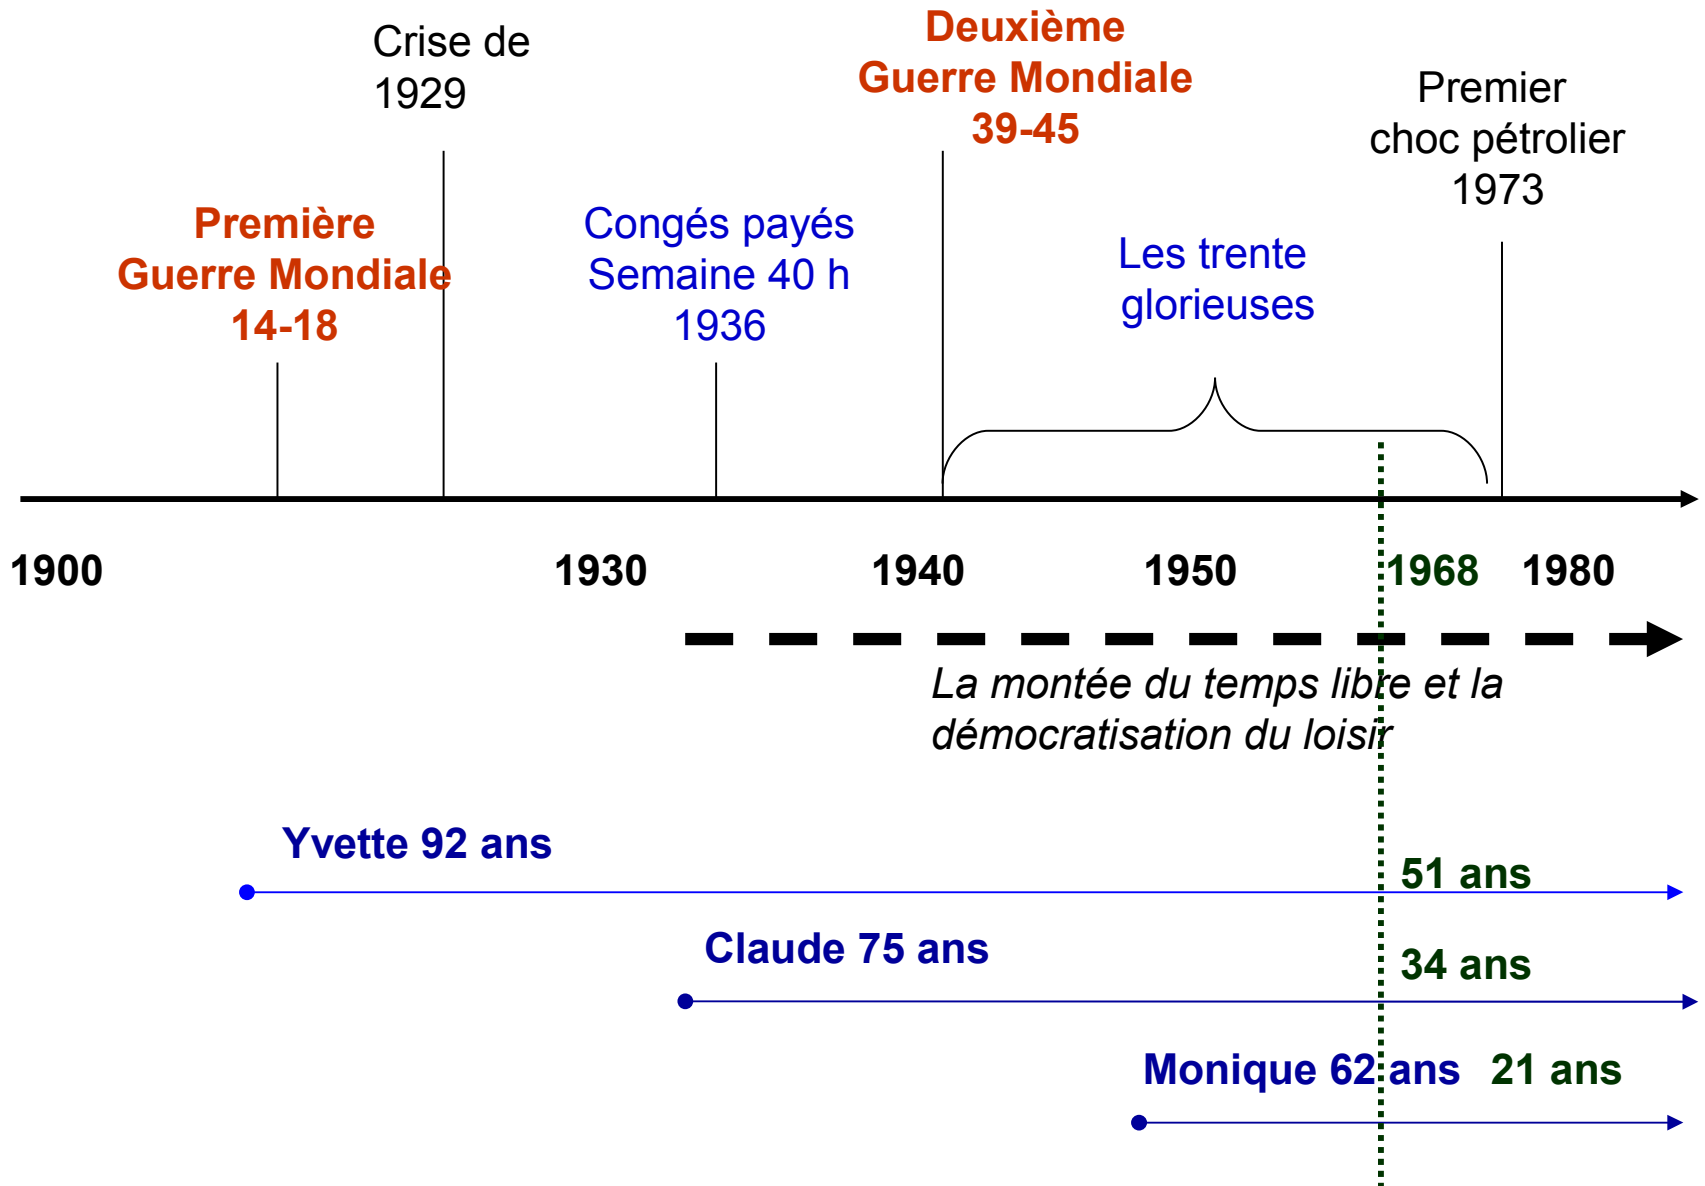 Crise de
1929
Deuxième
Guerre Mondiale
39-45
Premier
choc pétrolier
1973
Première
Guerre Mondiale
14-18
Congés payés
Semaine 40 h
1936
Les trente
glorieuses
1900 1930 1940 1950 1968 1980
La montée du temps libre et la
démocratisation du loisir
Yvette 92 ans
51 ans
Claude 75 ans
34 ans
Monique 62 ans 21 ans